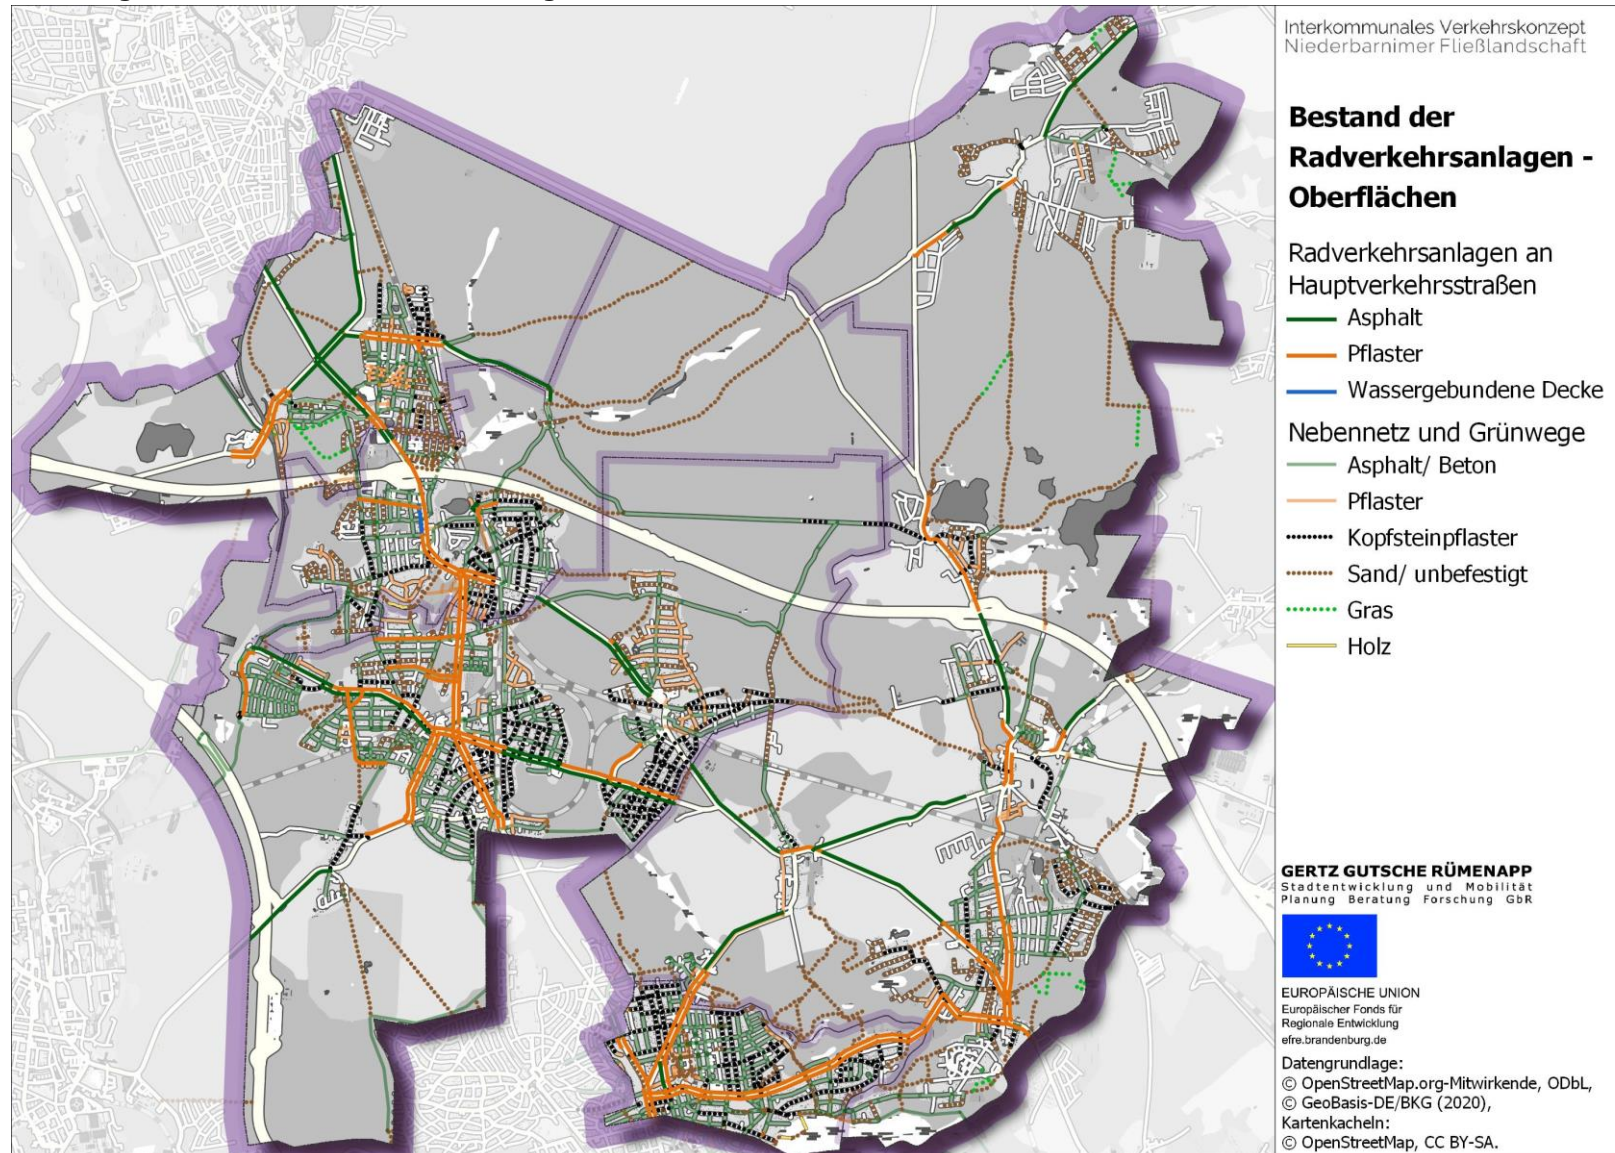 Interkommunales Verkehrskonzept
Niederbarnimer Fließlandschaft
Bestand der
Radverkehrsanlagen -
Oberflächen
Radverkehrsanlagen an
Hauptverkehrsstraßen
Asphalt
Pflaster
Wassergebundene Decke
Nebennetz und Grünwege
Asphalt/ Beton
Pflaster
Kopfsteinpflaster
Sand/ unbefestigt
Gras
Holz
GERTZ GUTSCHE RÜMENAPP
Stadtentwicklung und Mobilität
Planung Beratung Forschung GbR
EUROPÄISCHE UNION
Europäischer Fonds für
Regionale Entwicklung
efre.brandenburg.de
Datengrundlage:
© OpenStreetMap.org-Mitwirkende, ODbL,
© GeoBasis-DE/BKG (2020),
Kartenkacheln:
© OpenStreetMap, CC BY-SA.